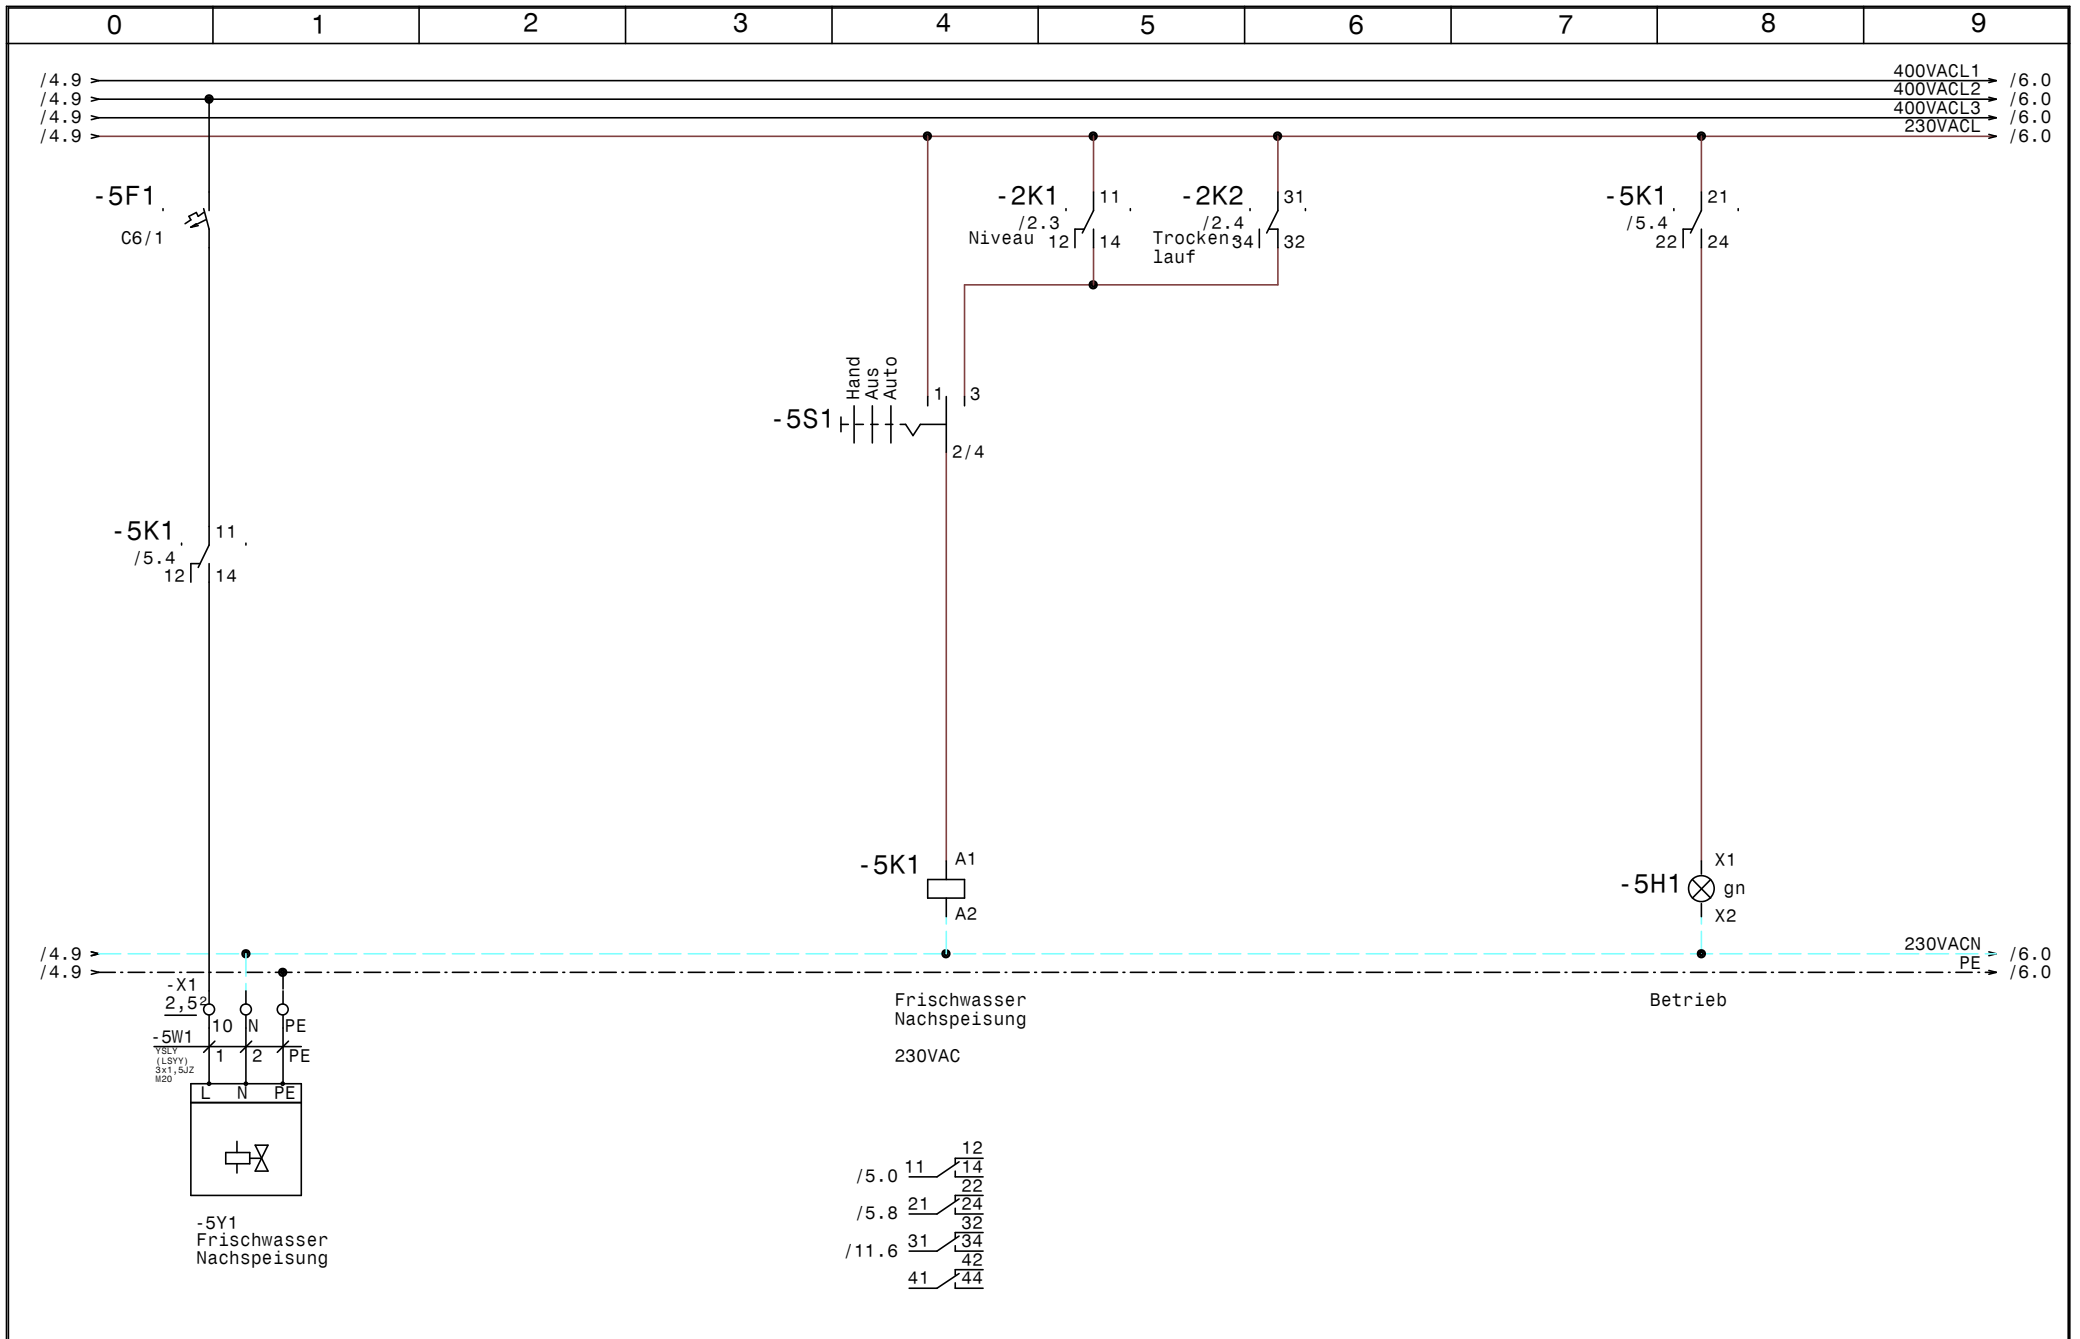 0 1 2 3 4 5 6 7 8 9
/4.9 400VACL1 /6.0
/4.9 400VACL2 /6.0
/4.9 400VACL3 /6.0
/4.9 230VACL /6.0
-5F1
C6/1
-2K1 11
/2.3
Niveau 12 14
-2K2 31
/2.4
Trocken 34 32
lauf
-5K1 21
/5.4
22 24
Hand
Aus
Auto
1 3
-5S1
2/4
-5K1 11
/5.4
12 14
-5K1 A1
A2
X1
-5H1 gn
X2
/4.9 230VACN /6.0
/4.9 PE /6.0
-X1
2,5²
10 N PE
-5W1
YSLY
(LSYY)
3x1,5JZ
M20
1 2 PE
L N PE
-5Y1
Frischwasser
Nachspeisung
Frischwasser
Nachspeisung
230VAC
Betrieb
12
/5.0 11 14
22
/5.8 21 24
32
/11.6 31 34
42
41 44